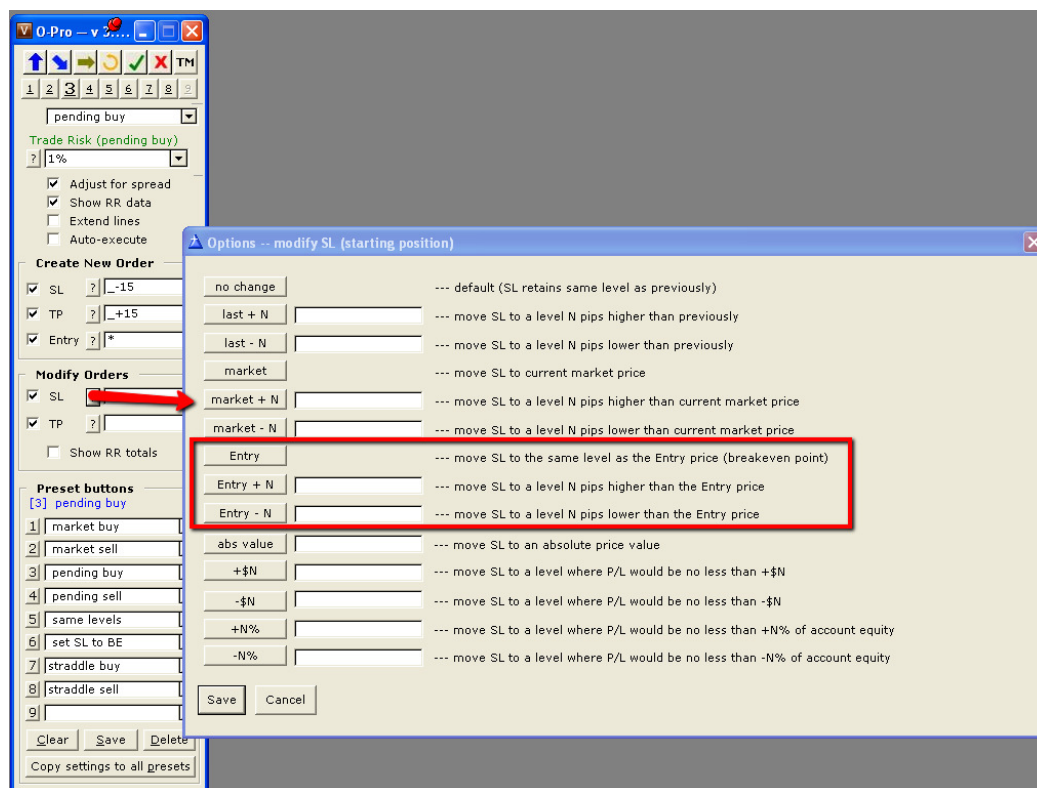 O-Pro — v 3....
TM
1 2 3 4 5 6 7 8 9
pending buy
Trade Risk (pending buy)
? 1%
Adjust for spread
Show RR data
Extend lines
Auto-execute
Create New Order
SL ? _-15
TP ? _+15
Entry ? *
Modify Orders
SL
TP ?
Show RR totals
Preset buttons
[3] pending buy
1 market buy
2 market sell
3 pending buy
4 pending sell
5 same levels
6 set SL to BE
7 straddle buy
8 straddle sell
9
Clear Save Delete
Copy settings to all presets
Options -- modify SL (starting position)
no change --- default (SL retains same level as previously)
last + N --- move SL to a level N pips higher than previously
last - N --- move SL to a level N pips lower than previously
market --- move SL to current market price
market + N --- move SL to a level N pips higher than current market price
market - N --- move SL to a level N pips lower than current market price
Entry --- move SL to the same level as the Entry price (breakeven point)
Entry + N --- move SL to a level N pips higher than the Entry price
Entry - N --- move SL to a level N pips lower than the Entry price
abs value --- move SL to an absolute price value
+$N --- move SL to a level where P/L would be no less than +$N
-$N --- move SL to a level where P/L would be no less than -$N
+N% --- move SL to a level where P/L would be no less than +N% of account equity
-N% --- move SL to a level where P/L would be no less than -N% of account equity
Save Cancel